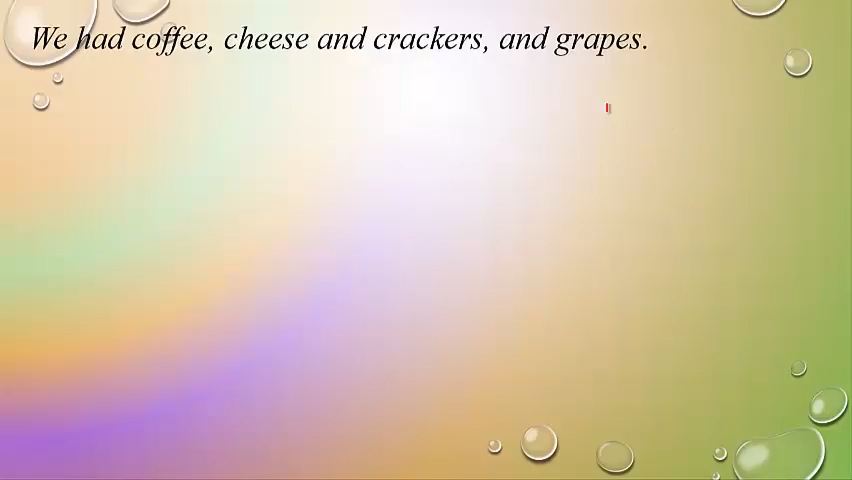 We had coffee, cheese and crackers, and grapes.